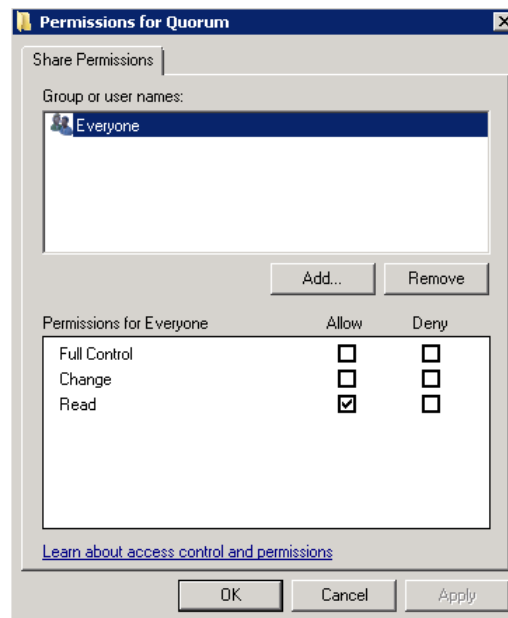 Permissions for Quorum
Share Permissions
Group or user names:
Everyone
Add... Remove
Permissions for Everyone Allow Deny
Full Control
Change
Read
Learn about access control and permissions
OK Cancel Apply